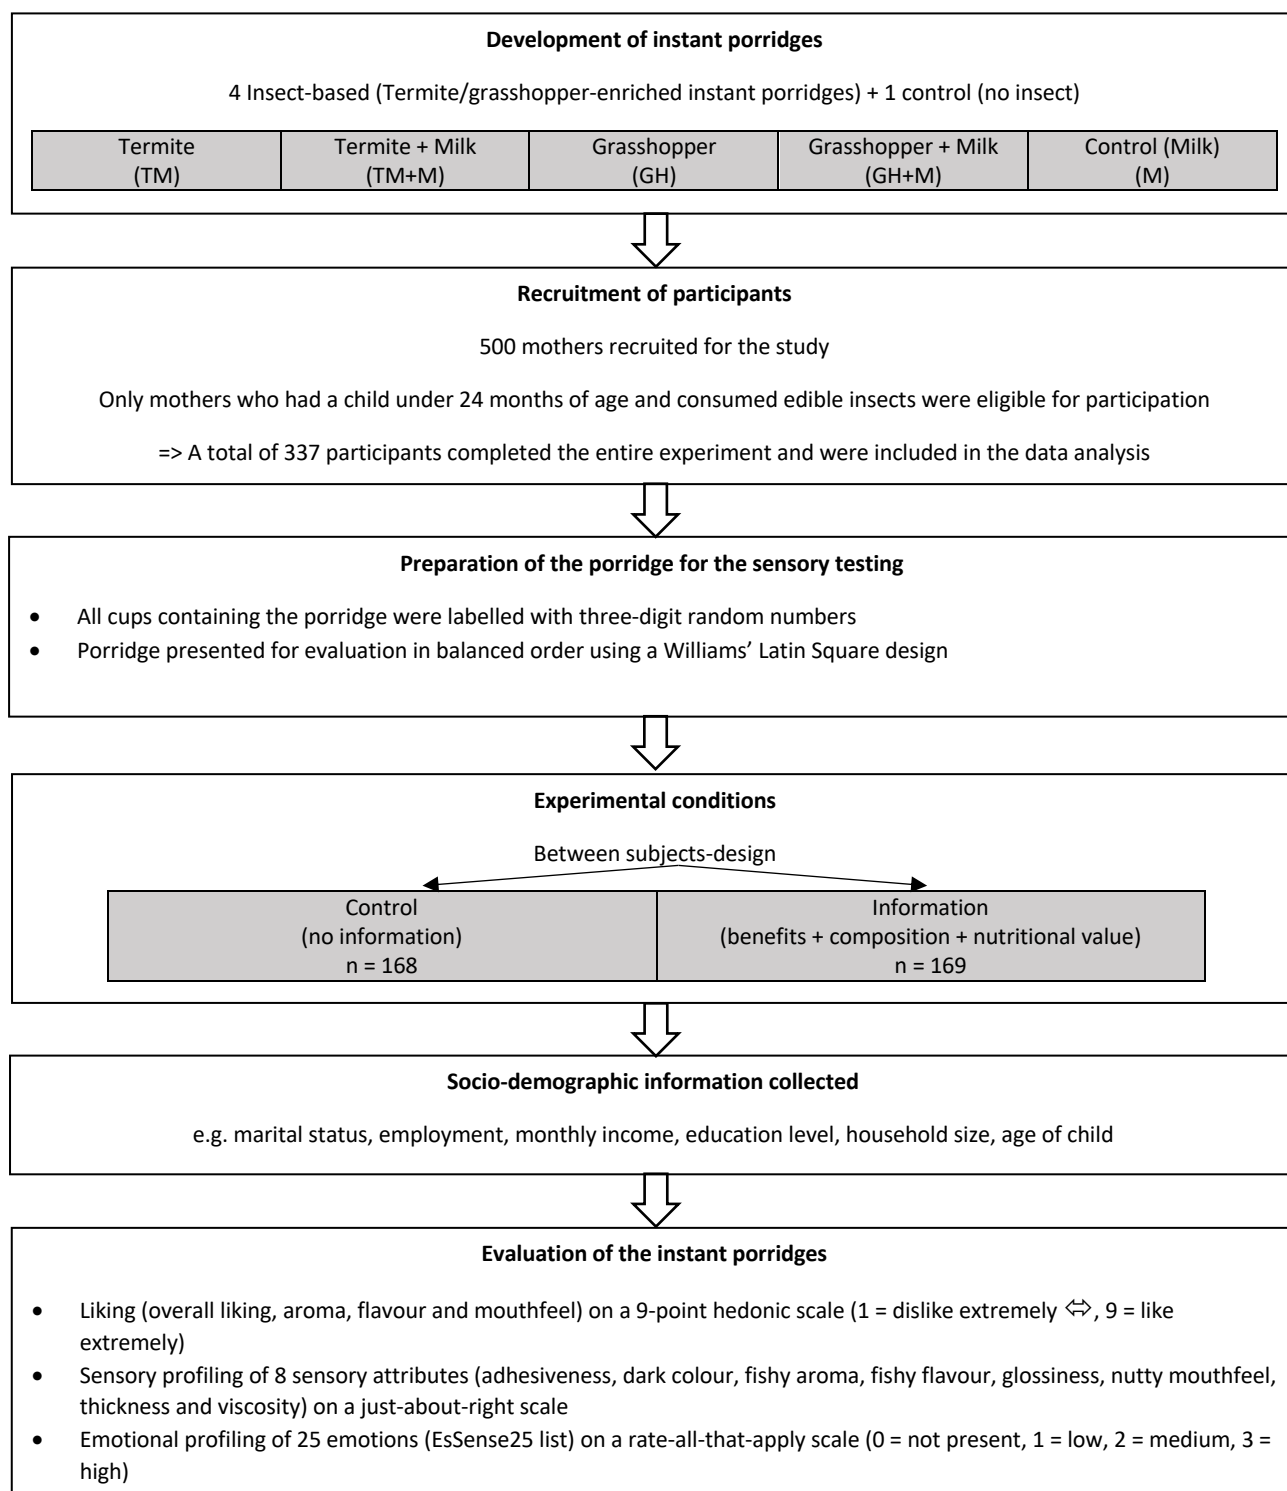 Development of instant porridges
4 Insect-based (Termite/grasshopper-enriched instant porridges) + 1 control (no insect)
Termite Termite + Milk Grasshopper Grasshopper + Milk Control (Milk)
(TM) (TM+M) (GH) (GH+M) (M)
Recruitment of participants
500 mothers recruited for the study
Only mothers who had a child under 24 months of age and consumed edible insects were eligible for participation
=> A total of 337 participants completed the entire experiment and were included in the data analysis
Preparation of the porridge for the sensory testing
• All cups containing the porridge were labelled with three-digit random numbers
• Porridge presented for evaluation in balanced order using a Williams’ Latin Square design
Experimental conditions
Between subjects-design
Control Information
(no information) (benefits + composition + nutritional value)
n = 168 n = 169
Socio-demographic information collected
e.g. marital status, employment, monthly income, education level, household size, age of child
Evaluation of the instant porridges
• Liking (overall liking, aroma, flavour and mouthfeel) on a 9-point hedonic scale (1 = dislike extremely ⇔, 9 = like
extremely)
• Sensory profiling of 8 sensory attributes (adhesiveness, dark colour, fishy aroma, fishy flavour, glossiness, nutty mouthfeel,
thickness and viscosity) on a just-about-right scale
• Emotional profiling of 25 emotions (EsSense25 list) on a rate-all-that-apply scale (0 = not present, 1 = low, 2 = medium, 3 =
high)